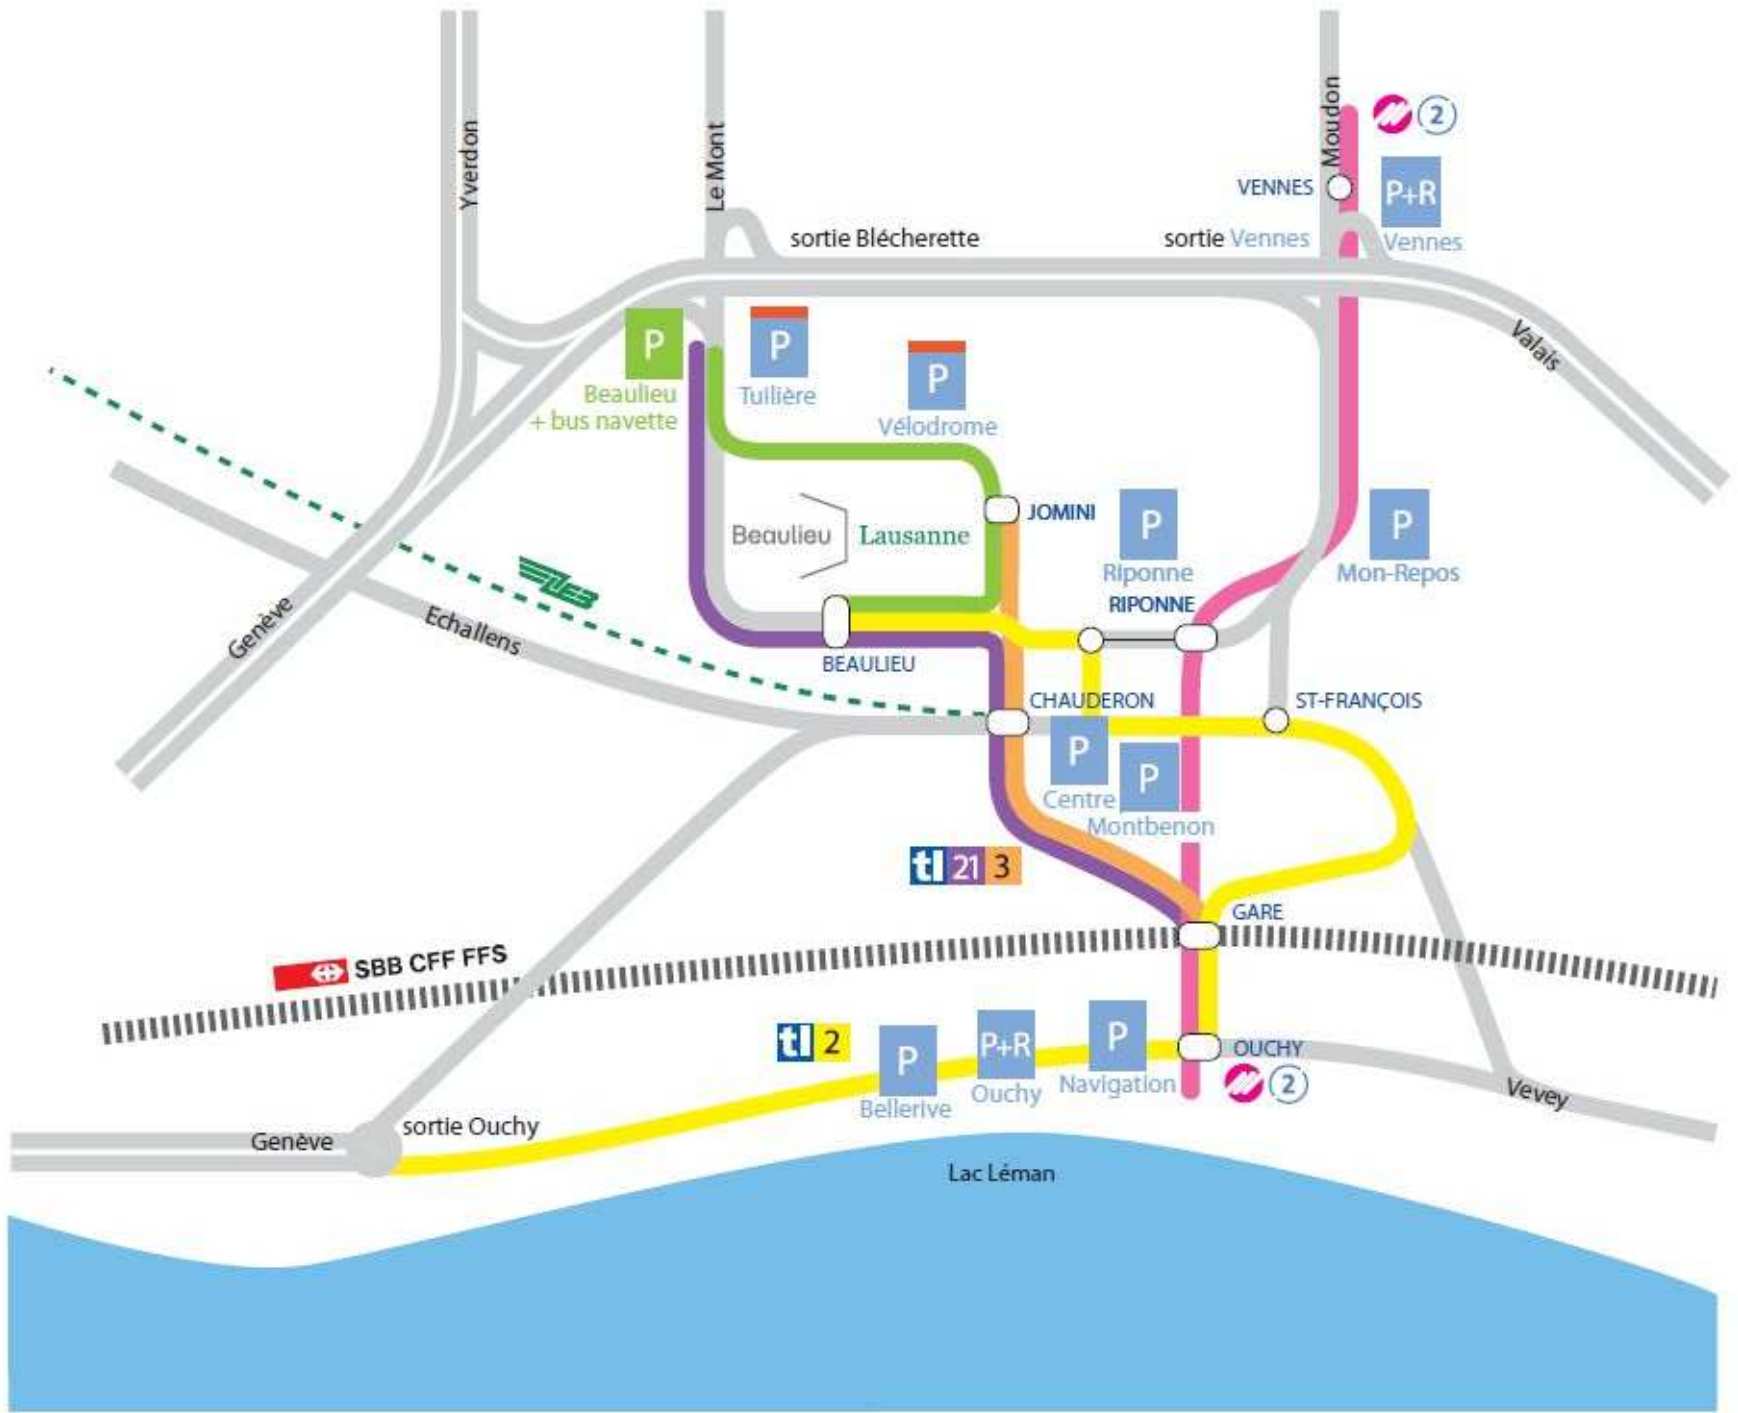 Yverdon
Le Mont
Moudon
2
VENNES
P+R
Vennes
sortie Blécherette
sortie Vennes
Valais
P
Beaulieu
+ bus navette
P
Tuilière
P
Vélodrome
JOMINI
Beaulieu
Lausanne
P
Riponne
RIPONNE
P
Mon-Repos
LEB
Genève
Echallens
BEAULIEU
CHAUDERON
ST-FRANÇOIS
P
Centre
P
Montbenon
tl 21 3
GARE
SBB CFF FFS
tl 2
P
Bellerive
P+R
Ouchy
P
Navigation
OUCHY
2
Vevey
Genève
sortie Ouchy
Lac Léman